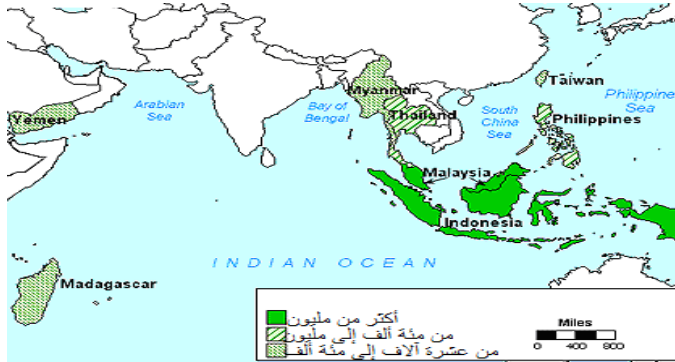 Taiwan
Myanmar
Philippine
Sea
Arabian
Sea
Bay of
Bengal
Thailand
South
China
Sea
Philippines
Yemen
Malaysia
Indonesia
INDIAN OCEAN
Madagascar
أكثر من مليون
من مئة ألف إلى مليون
من عشرة آلاف إلى مئة ألف
Miles
0 400 800